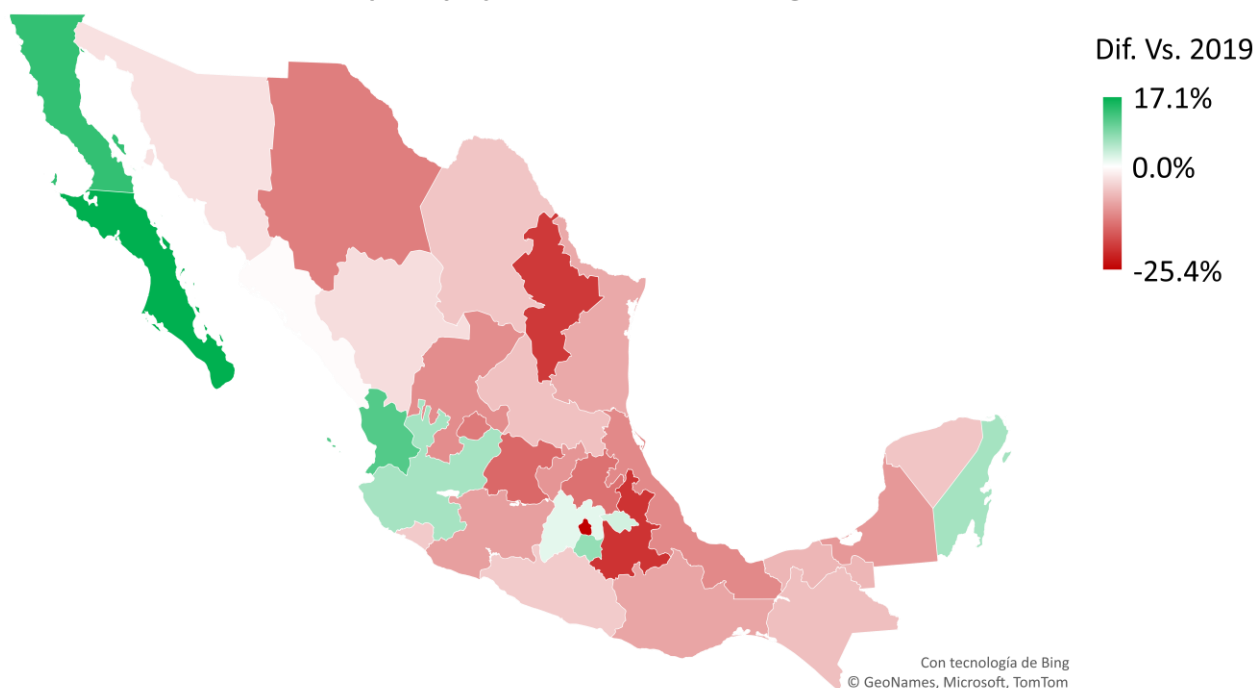 Dif. Vs. 2019
17.1%
0.0%
-25.4%
Con tecnología de Bing
© GeoNames, Microsoft, TomTom